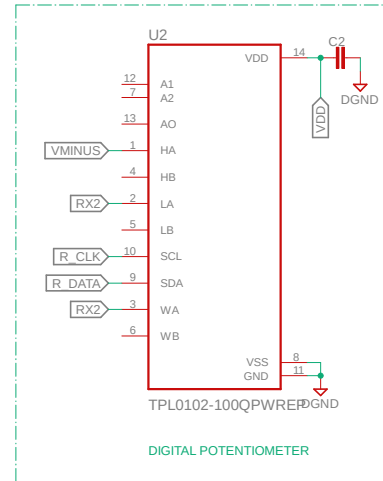 U2
C2
VDD
14
DGND
VDD
12
A1
7
A2
13
AO
VMINUS
1
HA
4
HB
RX2
2
LA
5
LB
R_CLK
10
SCL
R_DATA
9
SDA
RX2
3
WA
6
WB
VSS
8
GND
11
TPL0102-100QPWREP
DGND
DIGITAL POTENTIOMETER